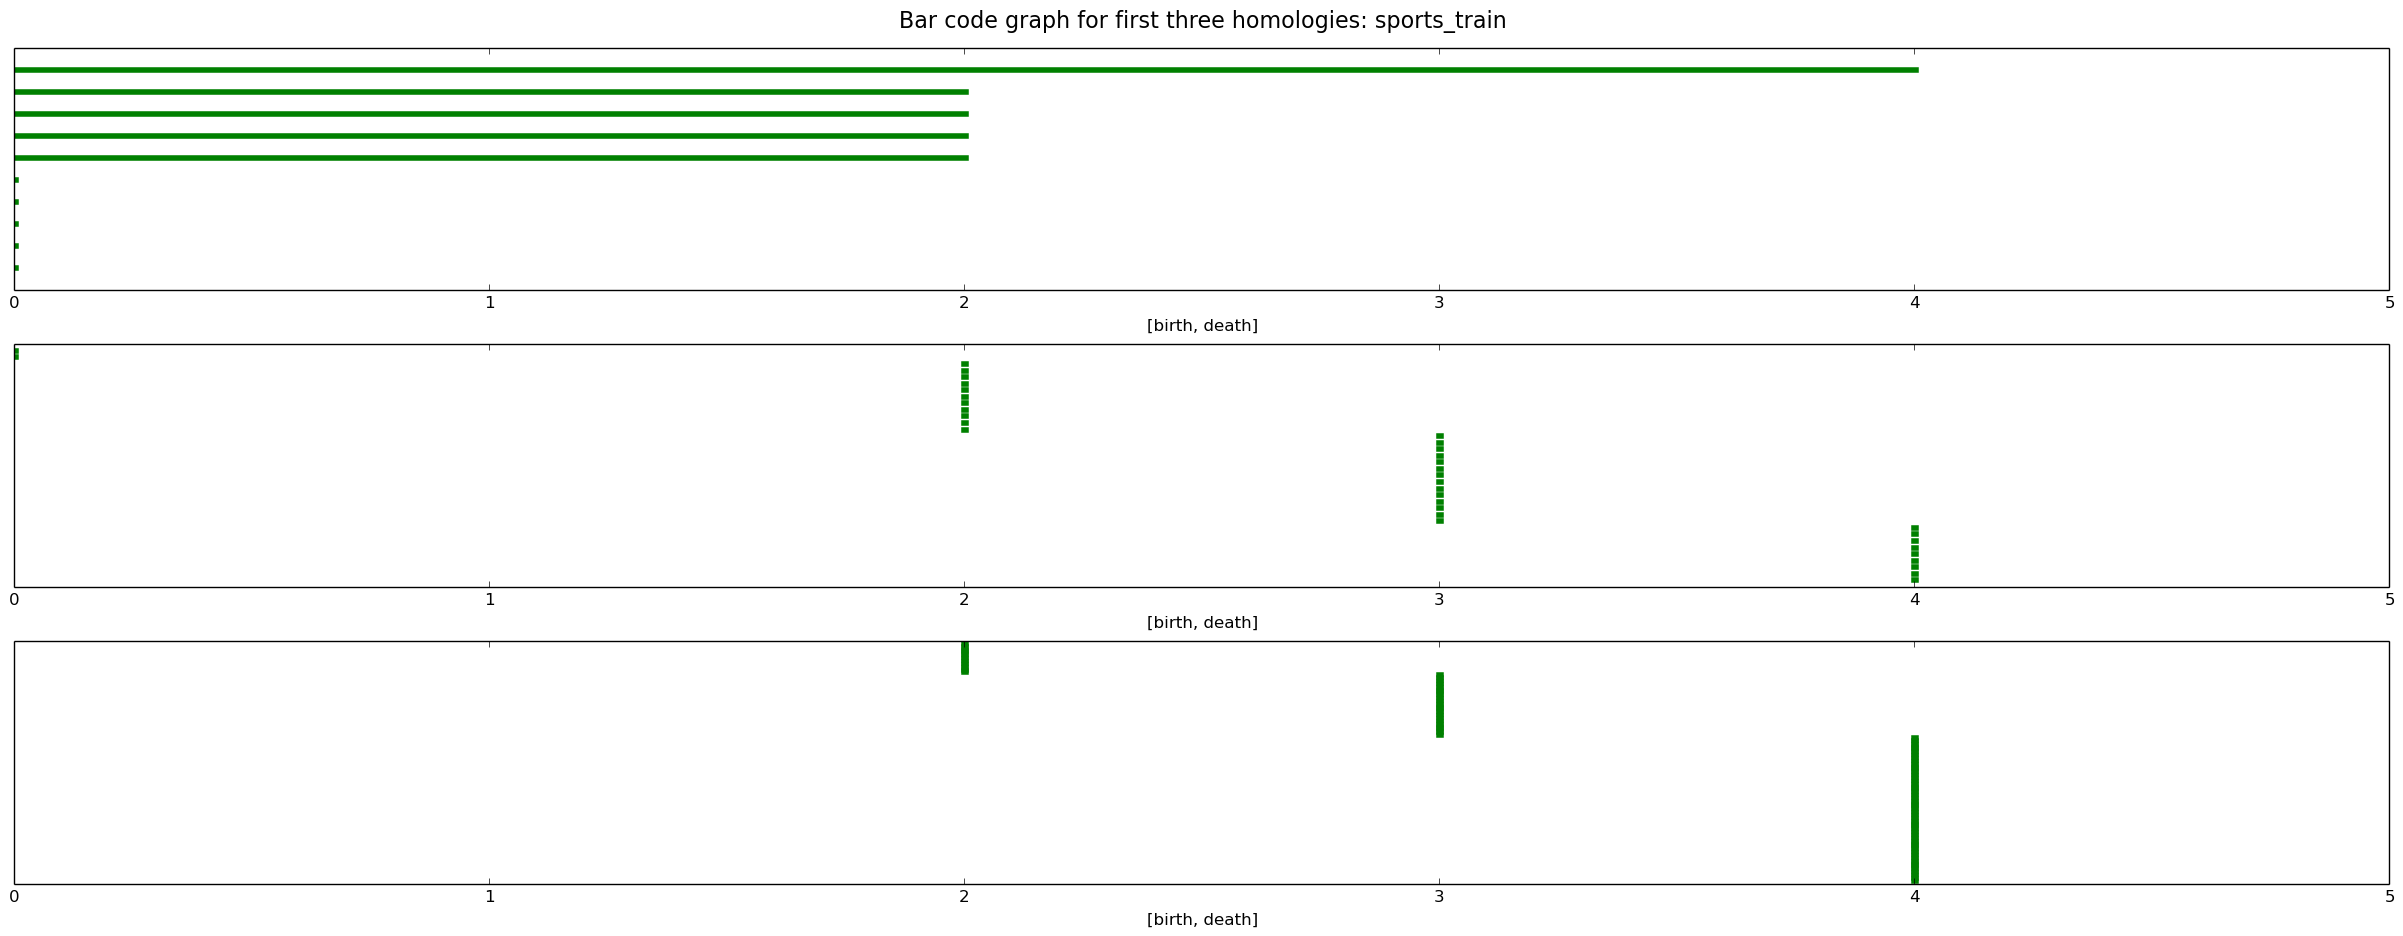 Bar code graph for first three homologies: sports_train
0 1 2 3 4 5
[birth, death]
0 1 2 3 4 5
[birth, death]
0 1 2 3 4 5
[birth, death]